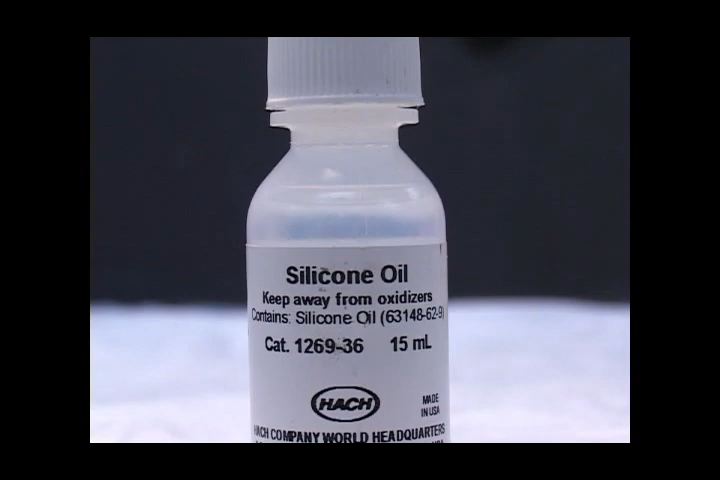 Silicone Oil
Keep away from oxidizers
Contains: Silicone Oil (63148-62-9)
Cat. 1269-36 15 mL
HACH
MADE
IN USA
HACH COMPANY WORLD HEADQUARTERS